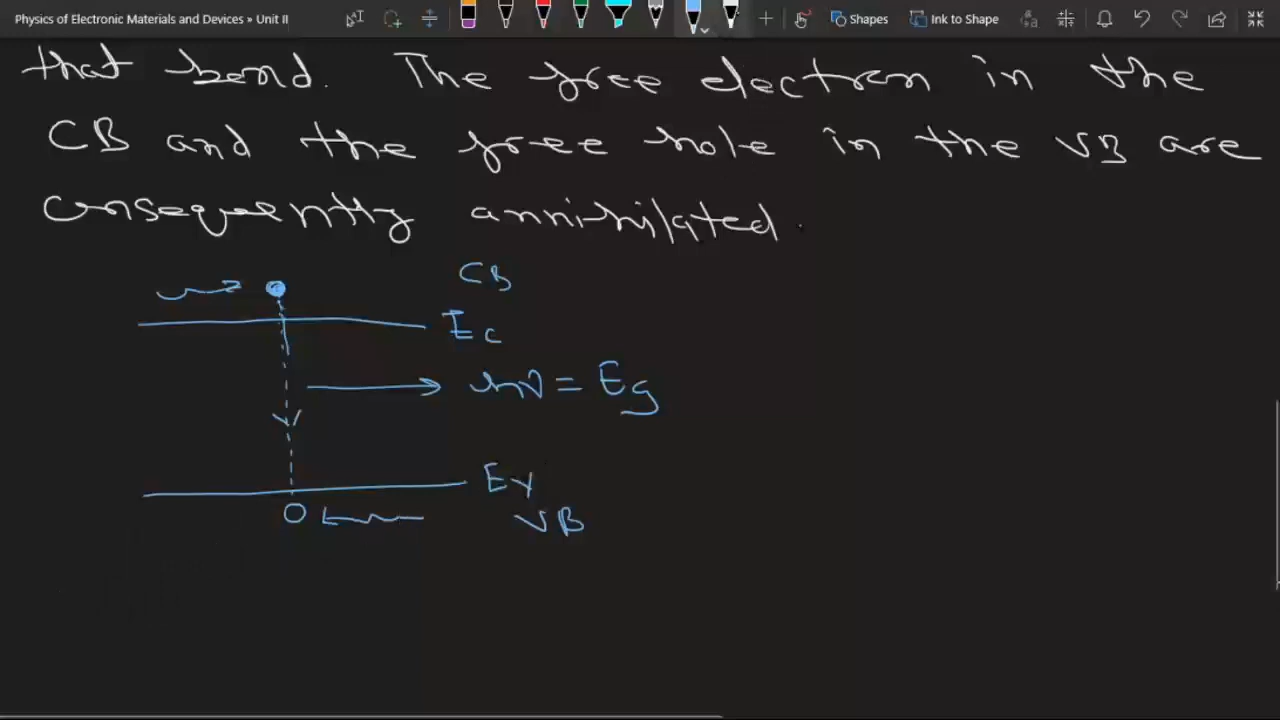 Physics of Electronic Materials and Devices » Unit II
Shapes
Ink to Shape
that bond. The free electron in the
CB and the free hole in the VB are
consequently annihilated.
CB
Ec
hν = Eg
Ev
VB